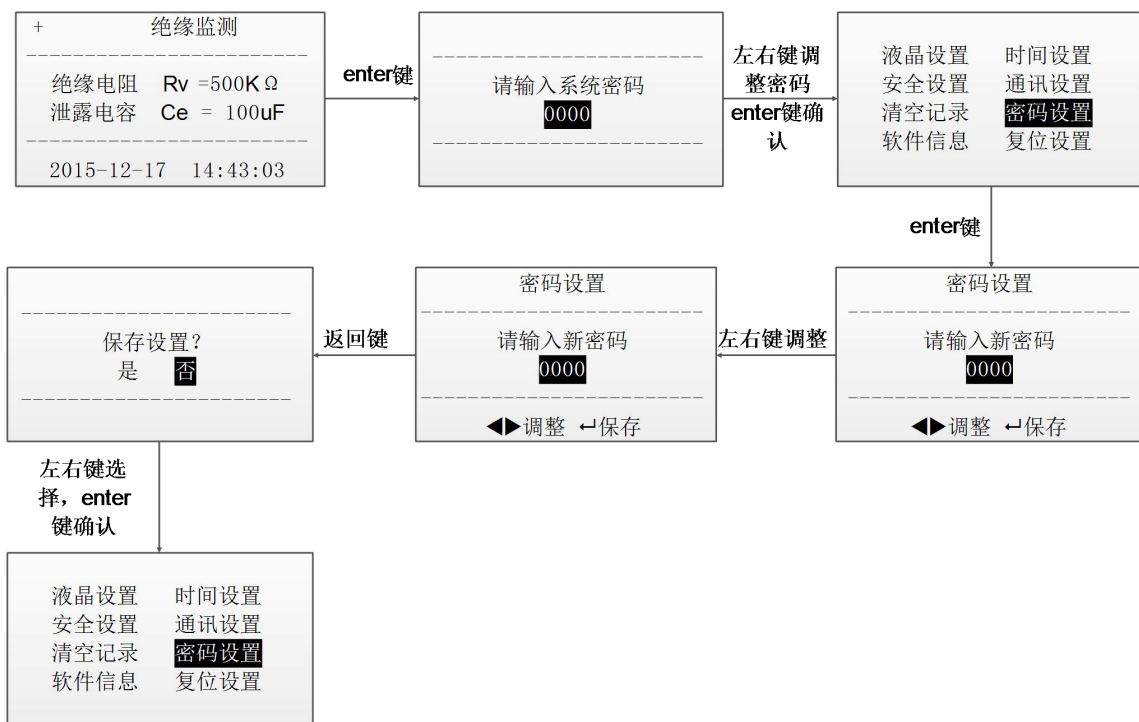 + 绝缘监测
绝缘电阻 Rv =500KΩ
泄露电容 Ce = 100uF
2015-12-17 14:43:03
enter键
请输入系统密码
0000
左右键调
整密码
enter键确
认
液晶设置 时间设置
安全设置 通讯设置
清空记录 密码设置
软件信息 复位设置
enter键
密码设置
请输入新密码
0000
◀▶调整 ↵保存
左右键调整
密码设置
请输入新密码
0000
◀▶调整 ↵保存
返回键
保存设置?
是 否
左右键选
择，enter
键确认
液晶设置 时间设置
安全设置 通讯设置
清空记录 密码设置
软件信息 复位设置